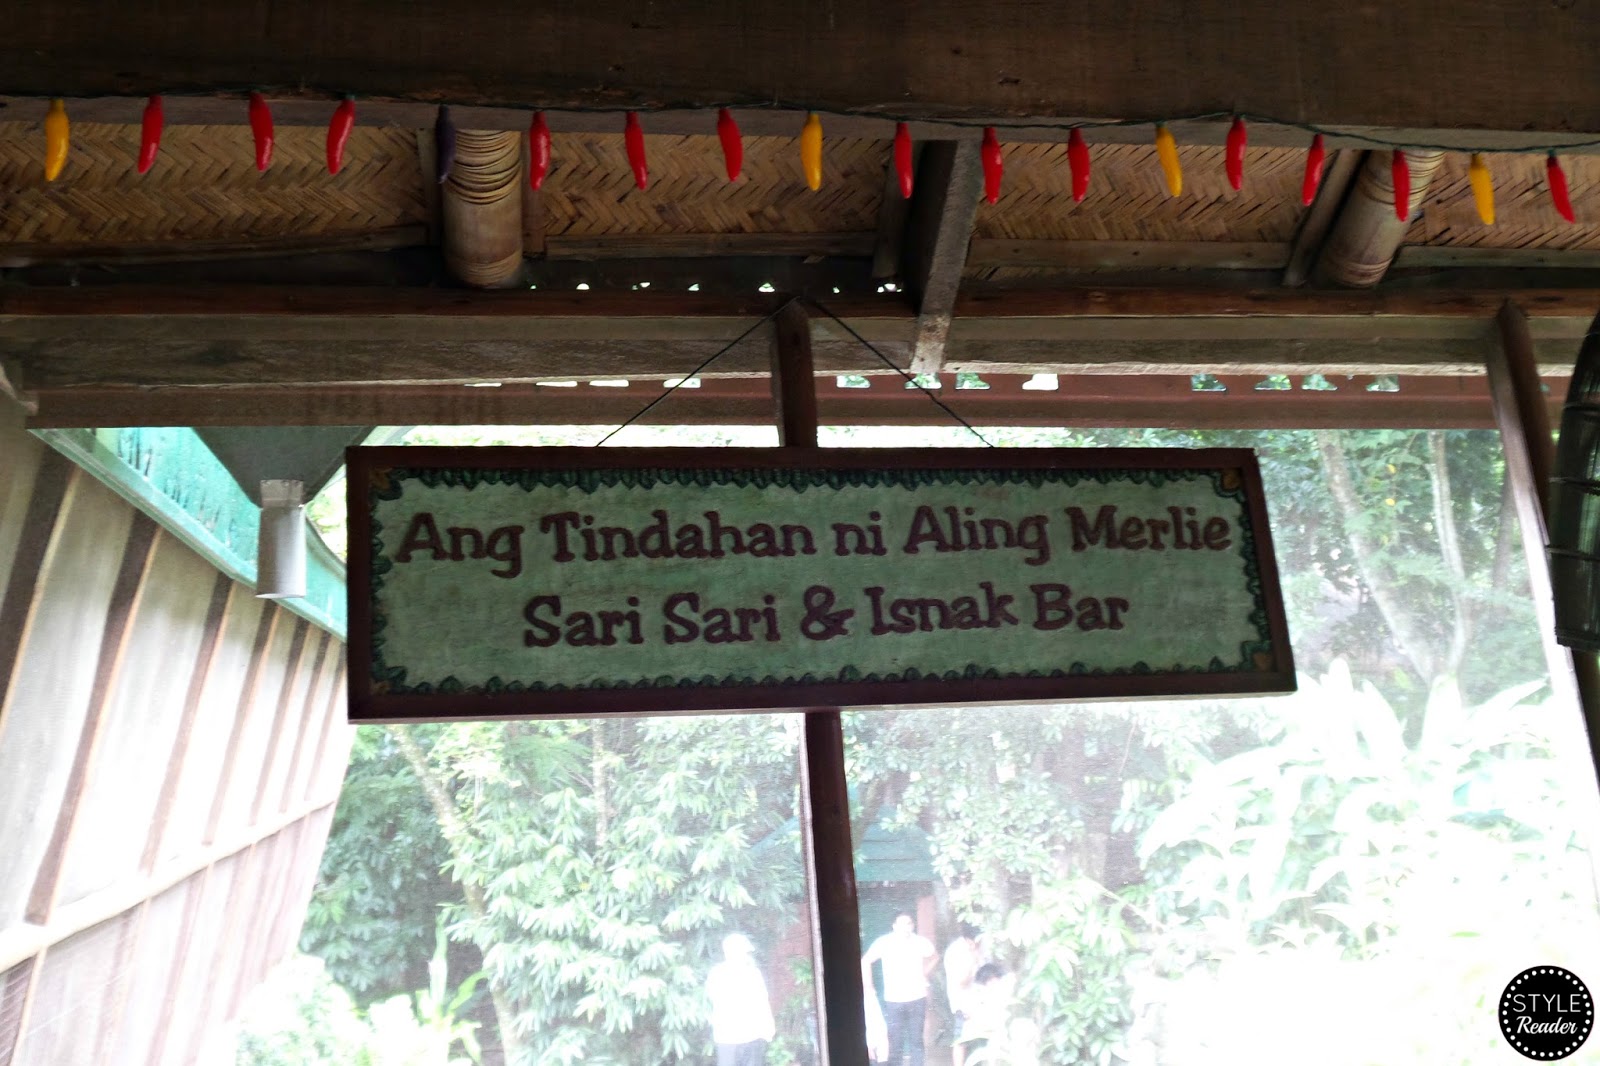 Ang Tindahan ni Aling Merlie
Sari Sari & Isnak Bar
STYLE
Reader